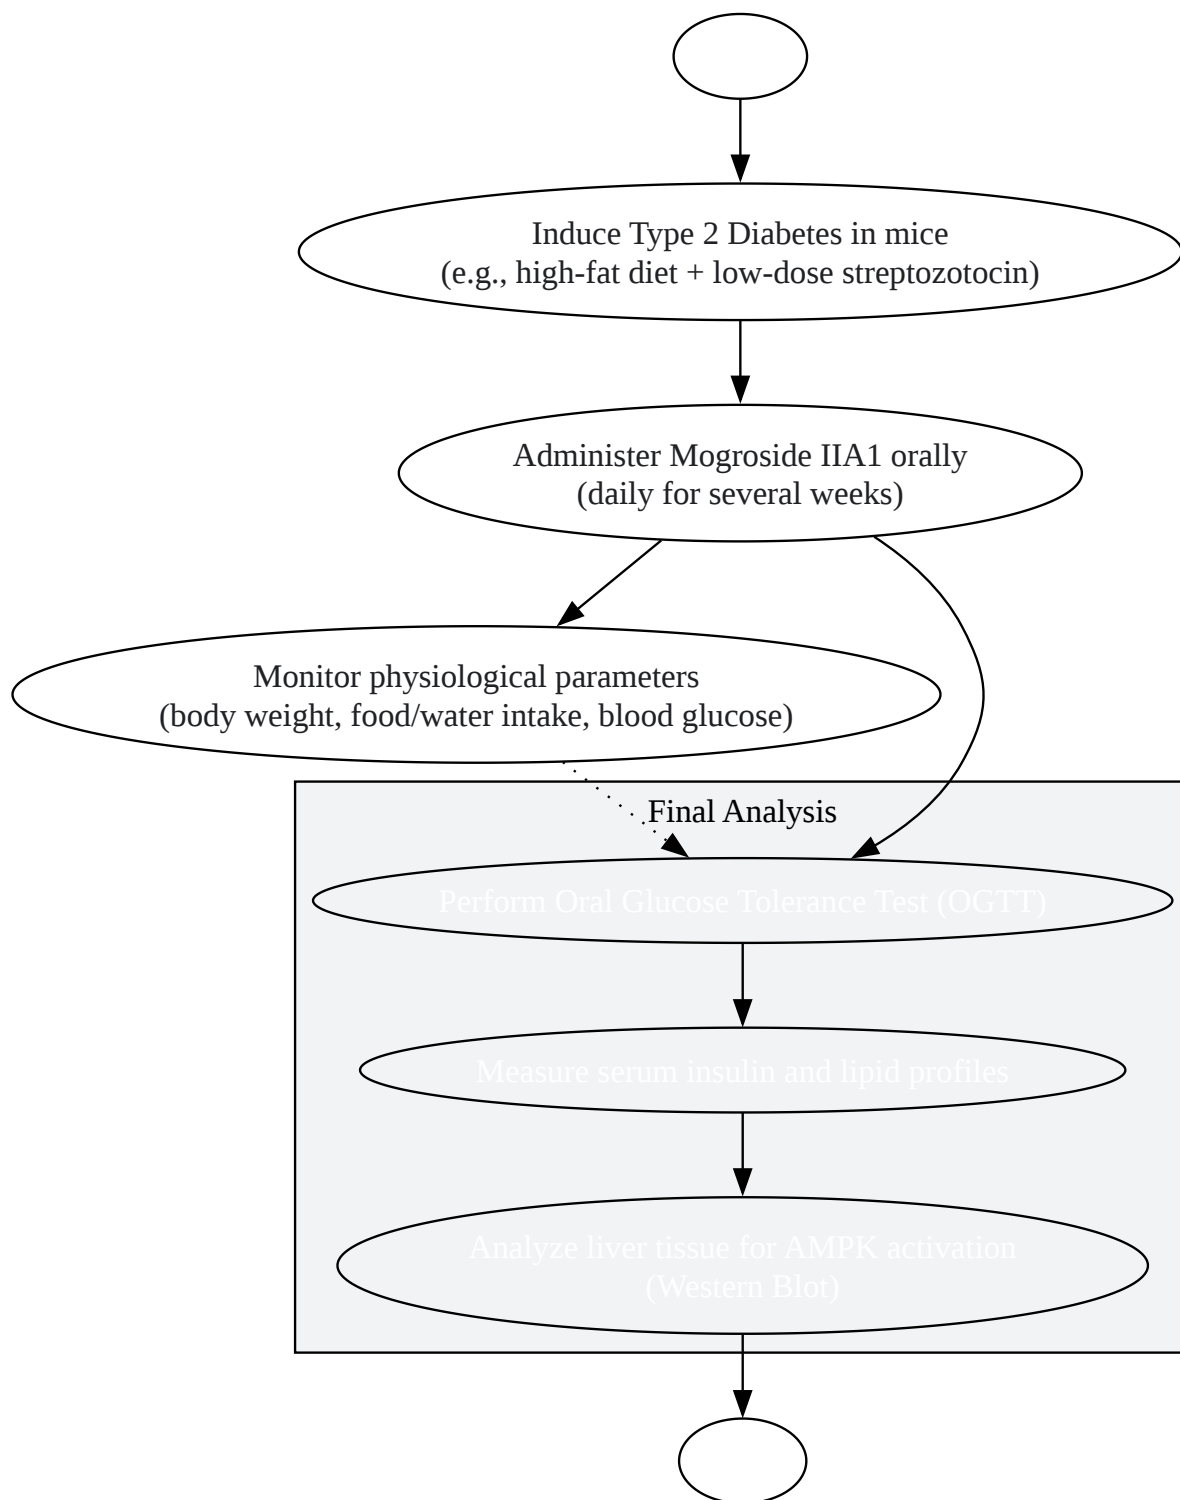 Induce Type 2 Diabetes in mice
(e.g., high-fat diet + low-dose streptozotocin)
Administer Mogroside IIA1 orally
(daily for several weeks)
Monitor physiological parameters
(body weight, food/water intake, blood glucose)
Final Analysis
Perform Oral Glucose Tolerance Test (OGTT)
Measure serum insulin and lipid profiles
Analyze liver tissue for AMPK activation
(Western Blot)